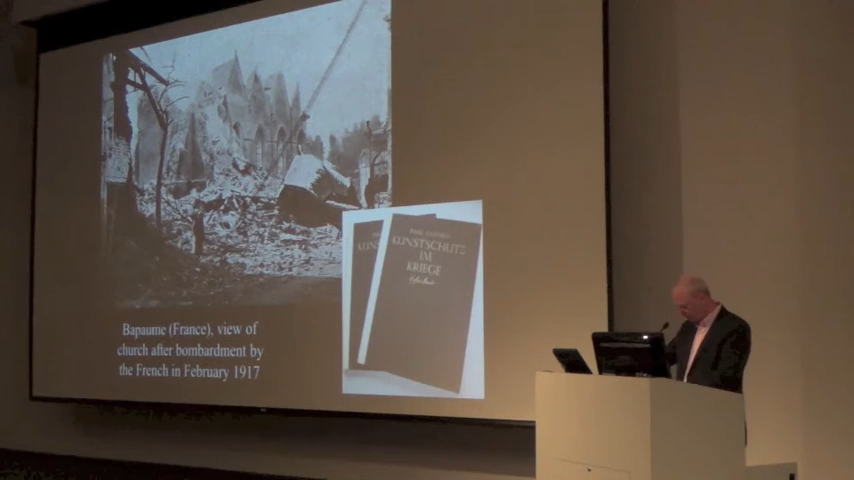 Bapaume (France), view of
church after bombardment by
the French in February 1917
KUNSTSCHUTZ
IM
KRIEGE